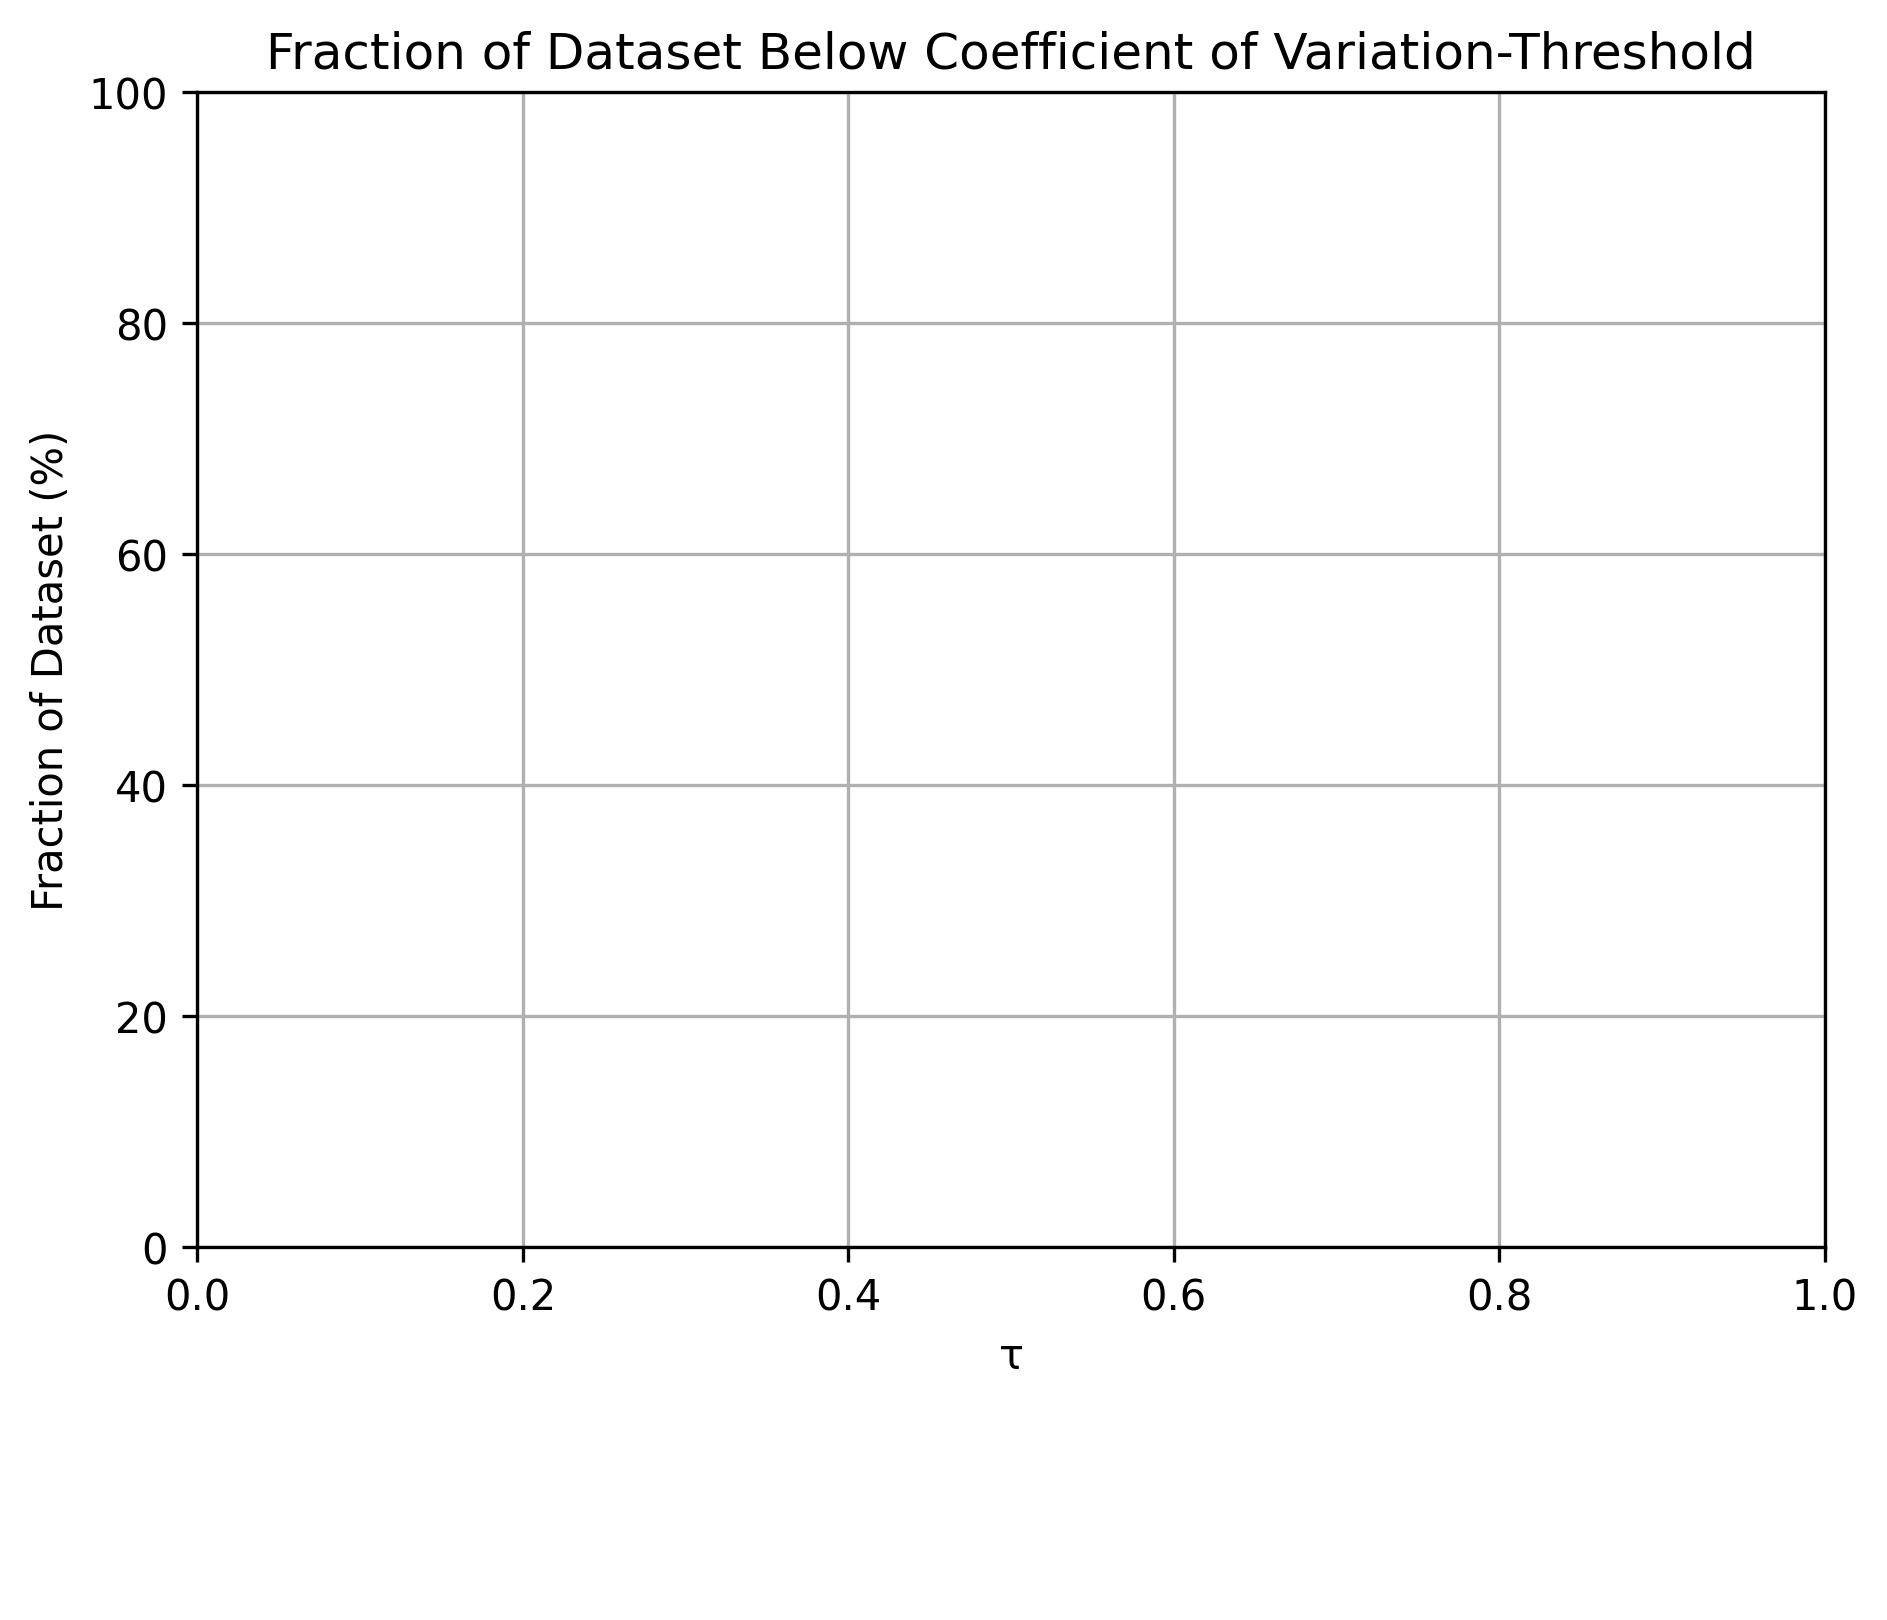 Fraction of Dataset Below Coefficient of Variation-Threshold
100
80
60
40
20
0
Fraction of Dataset (%)
0.0 0.2 0.4 0.6 0.8 1.0
τ